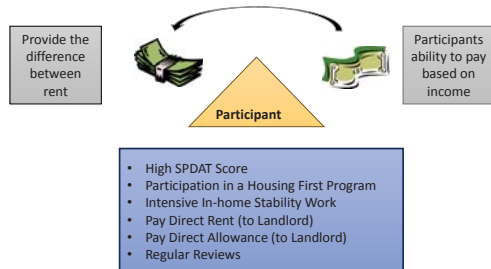 Provide the
difference
between
rent
Participants
ability to pay
based on
income
Participant
• High SPDAT Score
• Participation in a Housing First Program
• Intensive In-home Stability Work
• Pay Direct Rent (to Landlord)
• Pay Direct Allowance (to Landlord)
• Regular Reviews